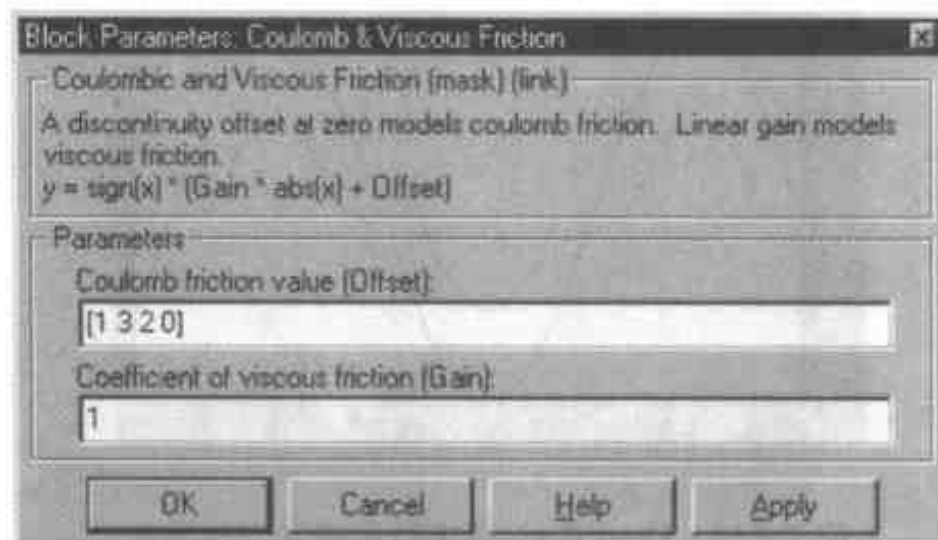 Block Parameters: Coulomb & Viscous Friction
Coulombic and Viscous Friction (mask) (link)
A discontinuity offset at zero models coulomb friction. Linear gain models
viscous friction.
y = sign(x) * (Gain * abs(x) + Offset)
Parameters
Coulomb friction value (Offset):
[1 3 2 0]
Coefficient of viscous friction (Gain):
1
OK
Cancel
Help
Apply